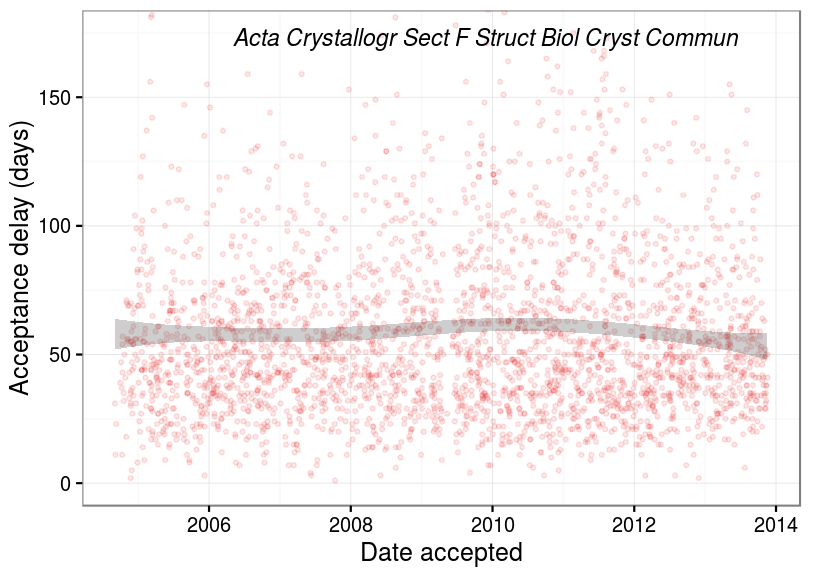 Acta Crystallogr Sect F Struct Biol Cryst Commun
Acceptance delay (days)
150
100
50
0
2006 2008 2010 2012 2014
Date accepted